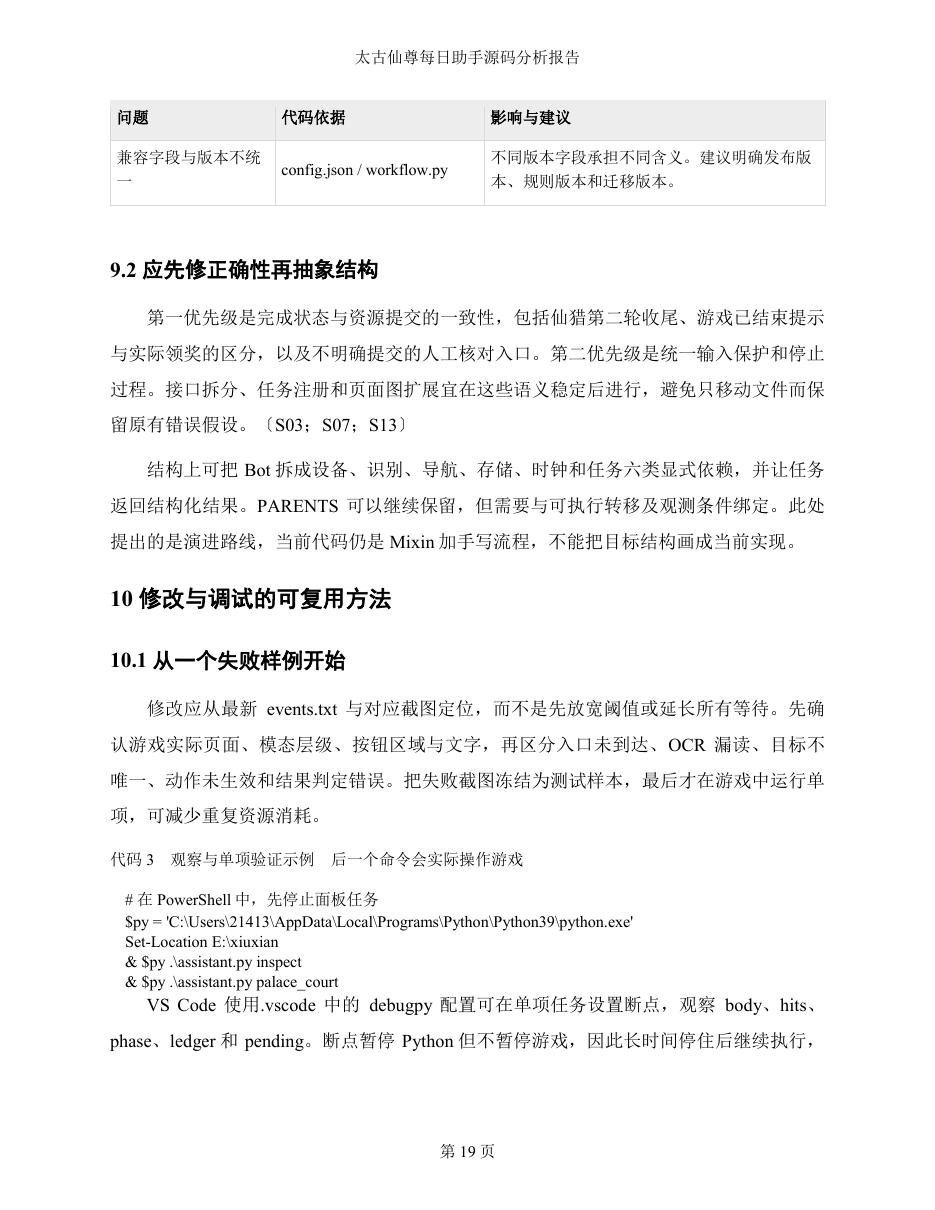 太古仙尊每日助手源码分析报告
问题 代码依据 影响与建议
兼容字段与版本不统一 config.json / workflow.py 不同版本字段承担不同含义。建议明确发布版本、规则版本和迁移版本。
9.2 应先修正确性再抽象结构
第一优先级是完成状态与资源提交的一致性，包括仙猎第二轮收尾、游戏已结束提示
与实际领奖的区分，以及不明确提交的人工核对入口。第二优先级是统一输入保护和停止
过程。接口拆分、任务注册和页面图扩展宜在这些语义稳定后进行，避免只移动文件而保
留原有错误假设。〔S03；S07；S13〕
结构上可把 Bot 拆成设备、识别、导航、存储、时钟和任务六类显式依赖，并让任务
返回结构化结果。PARENTS 可以继续保留，但需要与可执行转移及观测条件绑定。此处
提出的是演进路线，当前代码仍是 Mixin 加手写流程，不能把目标结构画成当前实现。
10 修改与调试的可复用方法
10.1 从一个失败样例开始
修改应从最新 events.txt 与对应截图定位，而不是先放宽阈值或延长所有等待。先确
认游戏实际页面、模态层级、按钮区域与文字，再区分入口未到达、OCR 漏读、目标不
唯一、动作未生效和结果判定错误。把失败截图冻结为测试样本，最后才在游戏中运行单
项，可减少重复资源消耗。
代码 3 观察与单项验证示例 后一个命令会实际操作游戏
# 在 PowerShell 中，先停止面板任务
$py = 'C:\Users\21413\AppData\Local\Programs\Python\Python39\python.exe'
Set-Location E:\xiuxian
& $py .\assistant.py inspect
& $py .\assistant.py palace_court
VS Code 使用.vscode 中的 debugpy 配置可在单项任务设置断点，观察 body、hits、
phase、ledger 和 pending。断点暂停 Python 但不暂停游戏，因此长时间停住后继续执行，
第 19 页